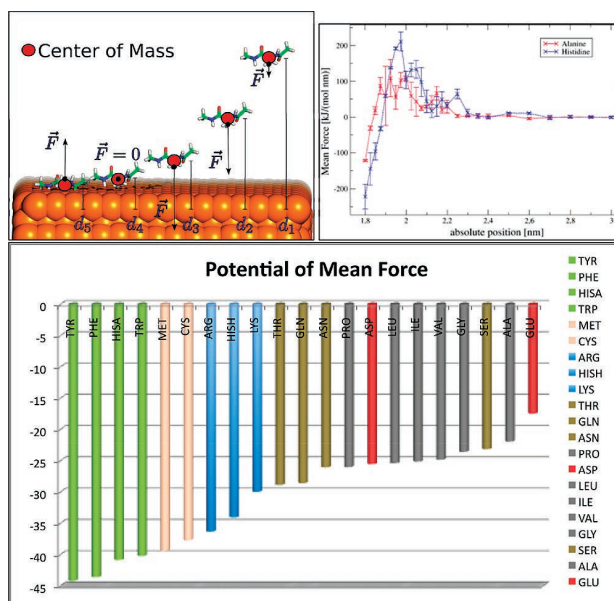 Center of Mass
F⃗
F⃗
F⃗ = 0
F⃗
F⃗
d₅
d₄
d₃
d₂
d₁
Alanine
Histidine
Mean Force [kJ/(mol nm)]
200
100
0
-100
-200
1.8
2
2.2
2.4
2.6
2.8
3
absolute position [nm]
Potential of Mean Force
0
-5
-10
-15
-20
-25
-30
-35
-40
-45
TYR
PHE
HISA
TRP
MET
CYS
ARG
HISH
LYS
THR
GLN
ASN
PRO
ASP
LEU
ILE
VAL
GLY
SER
ALA
GLU
TYR
PHE
HISA
TRP
MET
CYS
ARG
HISH
LYS
THR
GLN
ASN
PRO
ASP
LEU
ILE
VAL
GLY
SER
ALA
GLU